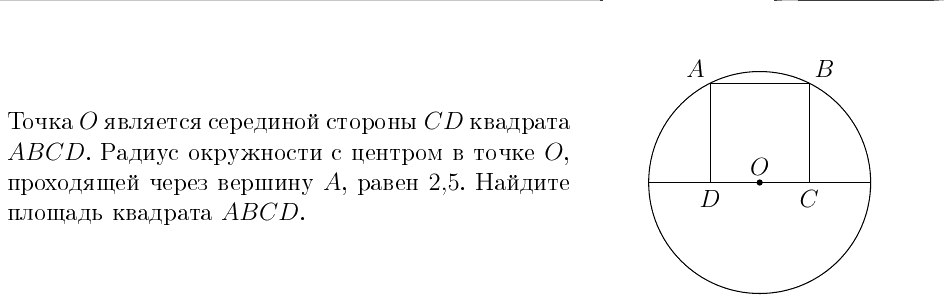 Точка O является серединой стороны CD квадрата
ABCD. Радиус окружности с центром в точке O,
проходящей через вершину A, равен 2,5. Найдите
площадь квадрата ABCD.
A
B
O
D
C